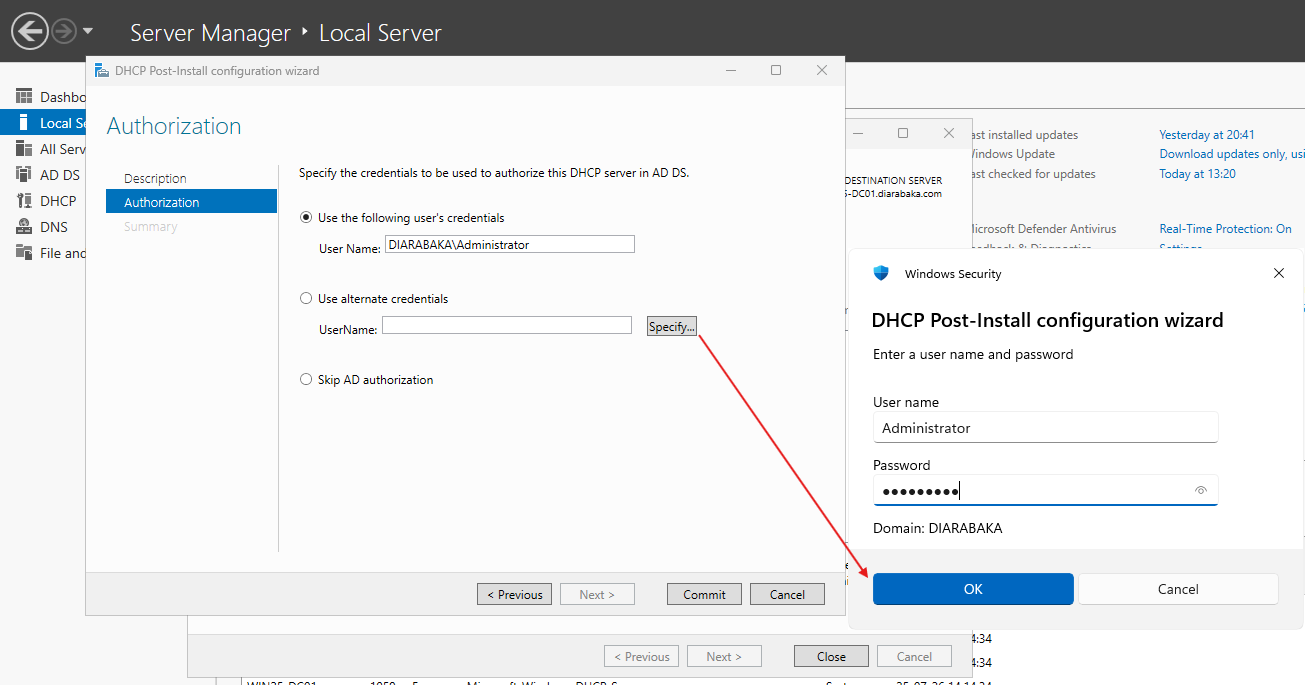 Server Manager ‣ Local Server
DHCP Post-Install configuration wizard
Dashbo
Local Se
All Serv
AD DS
DHCP
DNS
File and
Authorization
Description
Authorization
Summary
Specify the credentials to be used to authorize this DHCP server in AD DS.
Use the following user's credentials
User Name: DIARABAKA\Administrator
Use alternate credentials
UserName:
Specify...
Skip AD authorization
< Previous
Next >
Commit
Cancel
DESTINATION SERVER
-DC01.diarabaka.com
ast installed updates
Yesterday at 20:41
Windows Update
Download updates only, usi
ast checked for updates
Today at 13:20
icrosoft Defender Antivirus
Real-Time Protection: On
Windows Security
DHCP Post-Install configuration wizard
Enter a user name and password
User name
Administrator
Password
●●●●●●●●●
Domain: DIARABAKA
OK
Cancel
4:34
< Previous
Next >
Close
Cancel
4:34